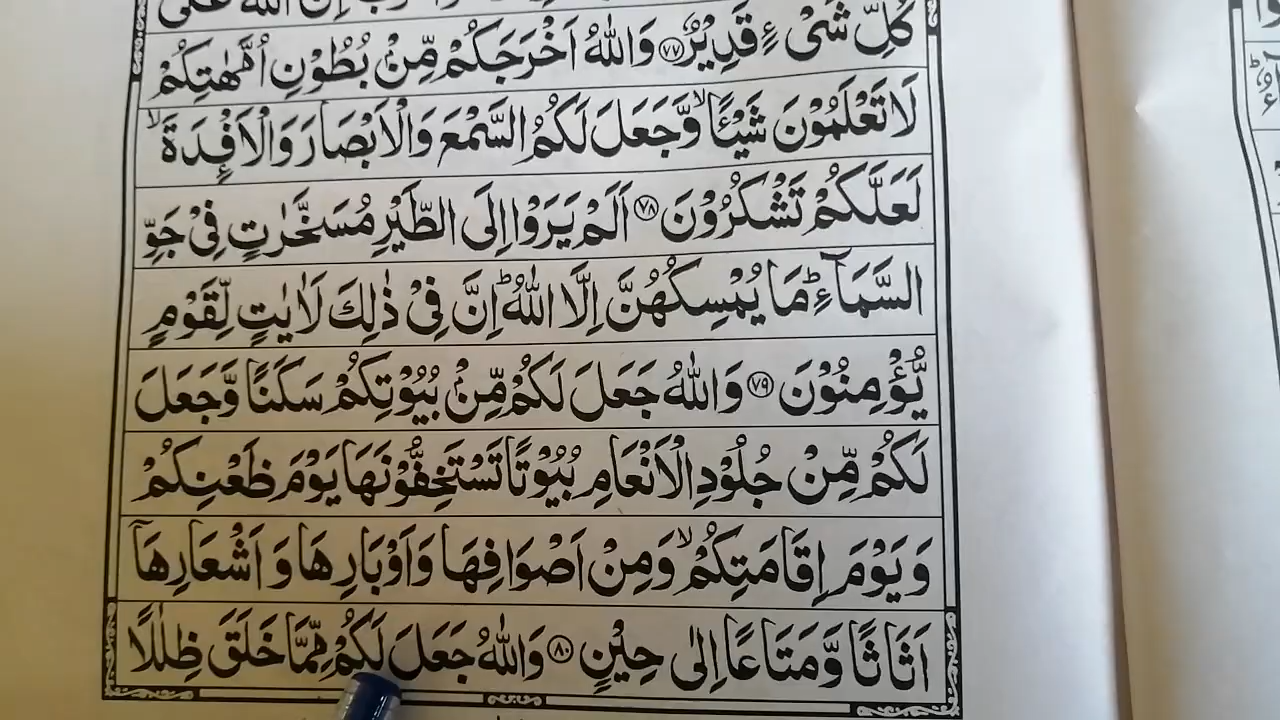 اِنَّ اللّٰهَ عَلٰى
كُلِّ شَىْءٍ قَدِيْرٌ ﴿٧٧﴾ وَاللّٰهُ اَخْرَجَكُمْ مِّنْۢ بُطُوْنِ اُمَّهٰتِكُمْ
لَا تَعْلَمُوْنَ شَيْـًٔا ۙ وَّجَعَلَ لَكُمُ السَّمْعَ وَالْاَبْصَارَ وَالْاَفْـِٕدَةَ ۙ
لَعَلَّكُمْ تَشْكُرُوْنَ ﴿٧٨﴾ اَلَمْ يَرَوْا اِلَى الطَّيْرِ مُسَخَّرٰتٍ فِىْ جَوِّ
السَّمَآءِ ؕ مَا يُمْسِكُهُنَّ اِلَّا اللّٰهُ ؕ اِنَّ فِىْ ذٰلِكَ لَاٰيٰتٍ لِّقَوْمٍ
يُّؤْمِنُوْنَ ﴿٧٩﴾ وَاللّٰهُ جَعَلَ لَكُمْ مِّنْۢ بُيُوْتِكُمْ سَكَنًا وَّجَعَلَ
لَكُمْ مِّنْ جُلُوْدِ الْاَنْعَامِ بُيُوْتًا تَسْتَخِفُّوْنَهَا يَوْمَ ظَعْنِكُمْ
وَيَوْمَ اِقَامَتِكُمْ ۙ وَمِنْ اَصْوَافِهَا وَاَوْبَارِهَا وَاَشْعَارِهَاۤ
اَثَاثًا وَّمَتَاعًا اِلٰى حِيْنٍ ﴿٨٠﴾ وَاللّٰهُ جَعَلَ لَكُمْ مِّمَّا خَلَقَ ظِلٰلًا